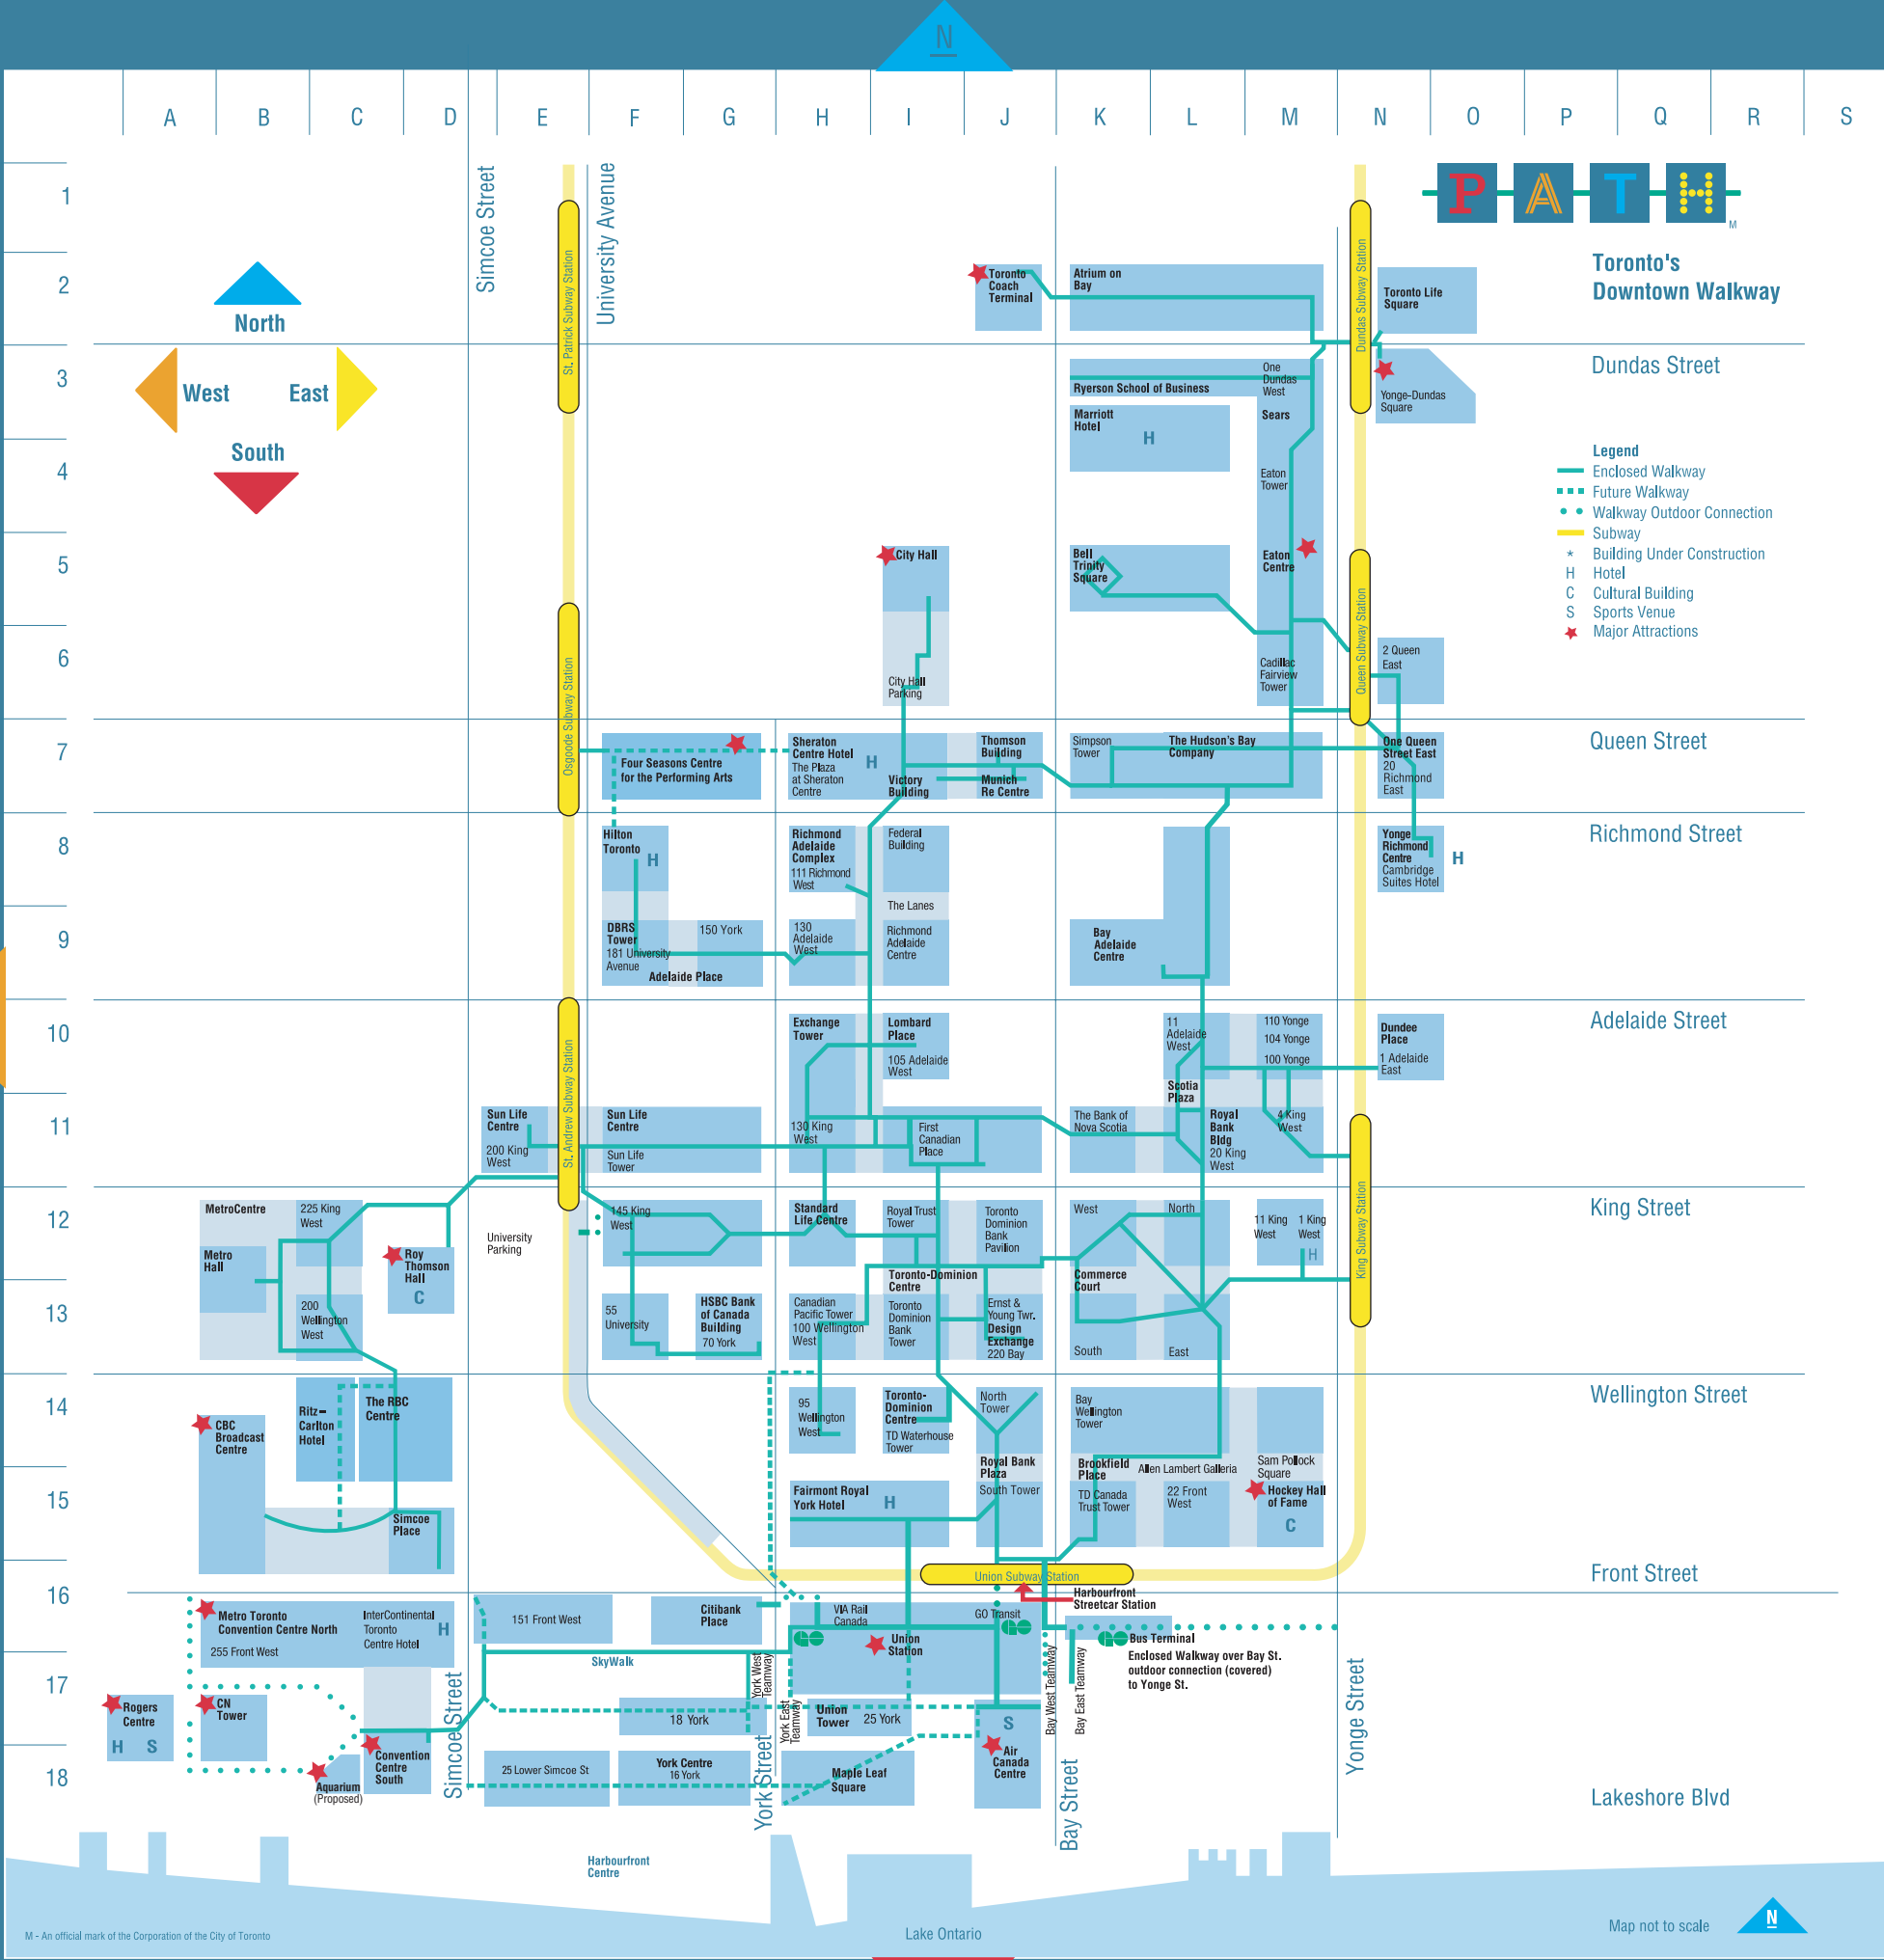 N
A B C D E F G H I J K L M N O P Q R S
1
2
3
4
5
6
7
8
9
10
11
12
13
14
15
16
17
18
North
West
East
South
Simcoe Street
University Avenue
St. Patrick Subway Station
Osgoode Subway Station
St. Andrew Subway Station
Dundas Subway Station
Queen Subway Station
King Subway Station
Union Subway Station
P A T H
M
Toronto's
Downtown Walkway
Dundas Street
Legend
Enclosed Walkway
Future Walkway
Walkway Outdoor Connection
Subway
* Building Under Construction
H Hotel
C Cultural Building
S Sports Venue
Major Attractions
Queen Street
Richmond Street
Adelaide Street
King Street
Wellington Street
Front Street
Lakeshore Blvd
Toronto
Coach
Terminal
Atrium on
Bay
Toronto Life
Square
One
Dundas
West
Ryerson School of Business
Yonge-Dundas
Square
Marriott
Hotel
H
Sears
Eaton
Tower
City Hall
Bell
Trinity
Square
Eaton
Centre
City Hall
Parking
Cadillac
Fairview
Tower
2 Queen
East
Four Seasons Centre
for the Performing Arts
Sheraton
Centre Hotel
The Plaza
at Sheraton
Centre
H
Victory
Building
Thomson
Building
Munich
Re Centre
Simpson
Tower
The Hudson's Bay
Company
One Queen
Street East
20
Richmond
East
Hilton
Toronto
H
Richmond
Adelaide
Complex
111 Richmond
West
Federal
Building
The Lanes
Yonge
Richmond
Centre
Cambridge
Suites Hotel
H
DBRS
Tower
181 University
Avenue
150 York
Adelaide Place
130
Adelaide
West
Richmond
Adelaide
Centre
Bay
Adelaide
Centre
Exchange
Tower
Lombard
Place
105 Adelaide
West
11
Adelaide
West
110 Yonge
104 Yonge
100 Yonge
Dundee
Place
1 Adelaide
East
Scotia
Plaza
Sun Life
Centre
200 King
West
Sun Life
Centre
Sun Life
Tower
130 King
West
First
Canadian
Place
The Bank of
Nova Scotia
Royal
Bank
Bldg
20 King
West
4 King
West
MetroCentre
225 King
West
Metro
Hall
Roy
Thomson
Hall
C
200
Wellington
West
University
Parking
145 King
West
Standard
Life Centre
Royal Trust
Tower
Toronto
Dominion
Bank
Pavilion
West
North
11 King
West
1 King
West
H
Toronto-Dominion
Centre
Commerce
Court
55
University
HSBC Bank
of Canada
Building
70 York
Canadian
Pacific Tower
100 Wellington
West
Toronto
Dominion
Bank
Tower
Ernst &
Young Twr.
Design
Exchange
220 Bay
South
East
CBC
Broadcast
Centre
Ritz-
Carlton
Hotel
The RBC
Centre
95
Wellington
West
Toronto-
Dominion
Centre
TD Waterhouse
Tower
North
Tower
Bay
Wellington
Tower
Royal Bank
Plaza
South Tower
Brookfield
Place
Allen Lambert Galleria
Sam Pollock
Square
Simcoe
Place
Fairmont Royal
York Hotel
H
TD Canada
Trust Tower
22 Front
West
Hockey Hall
of Fame
C
Metro Toronto
Convention Centre North
255 Front West
InterContinental
Toronto
Centre Hotel
H
151 Front West
Citibank
Place
VIA Rail
Canada
GO Transit
Union
Station
Harbourfront
Streetcar Station
Bus Terminal
Enclosed Walkway over Bay St.
outdoor connection (covered)
to Yonge St.
SkyWalk
York West
Teamway
York East
Teamway
Bay West Teamway
Bay East Teamway
Rogers
Centre
H S
CN
Tower
18 York
Union
Tower
25 York
S
Air
Canada
Centre
Convention
Centre
South
Aquarium
(Proposed)
25 Lower Simcoe St
York Centre
16 York
Maple Leaf
Square
Simcoe Street
York Street
Bay Street
Yonge Street
Harbourfront
Centre
Lake Ontario
M - An official mark of the Corporation of the City of Toronto
Map not to scale
N